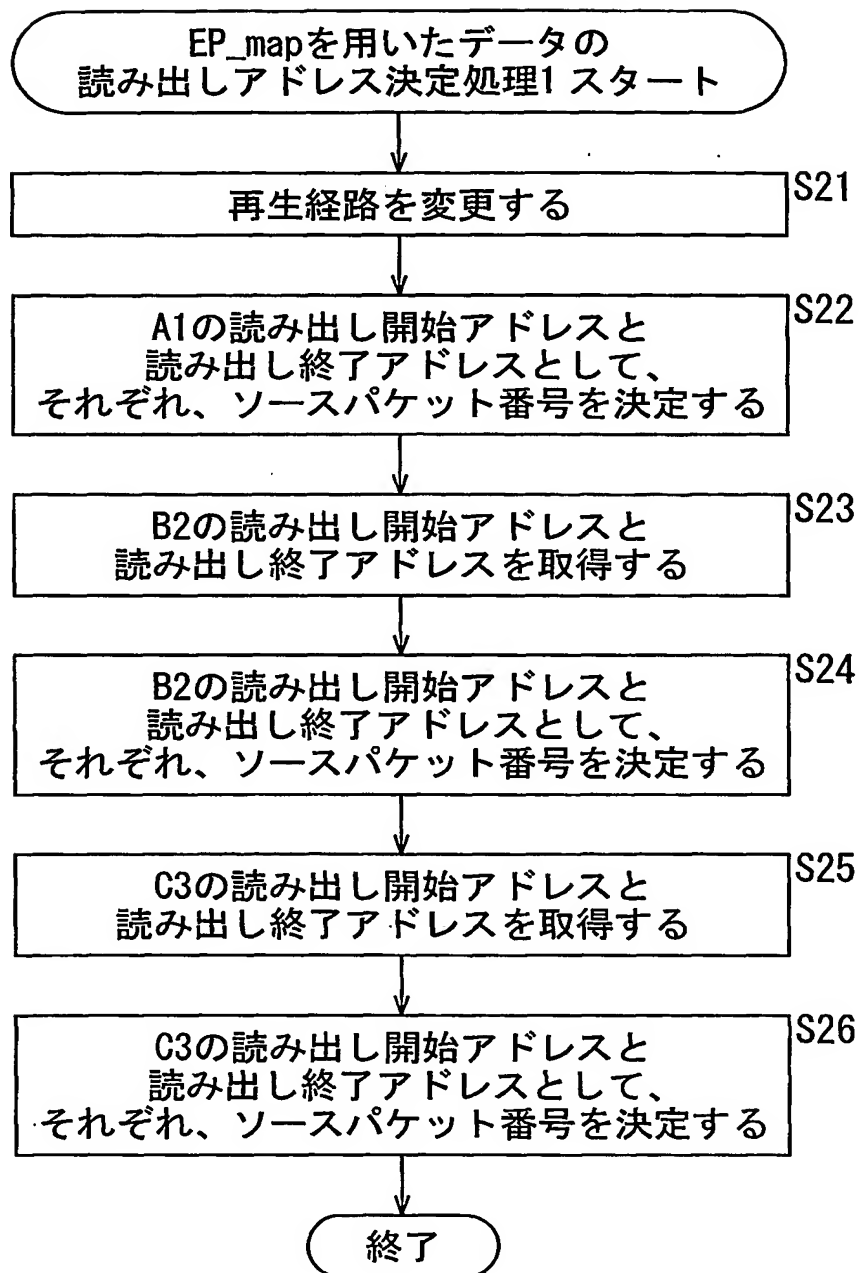 EP_mapを用いたデータの
読み出しアドレス決定処理1 スタート
再生経路を変更する
S21
A1の読み出し開始アドレスと
読み出し終了アドレスとして、
それぞれ、ソースパケット番号を決定する
S22
B2の読み出し開始アドレスと
読み出し終了アドレスを取得する
S23
B2の読み出し開始アドレスと
読み出し終了アドレスとして、
それぞれ、ソースパケット番号を決定する
S24
C3の読み出し開始アドレスと
読み出し終了アドレスを取得する
S25
C3の読み出し開始アドレスと
読み出し終了アドレスとして、
それぞれ、ソースパケット番号を決定する
S26
終了